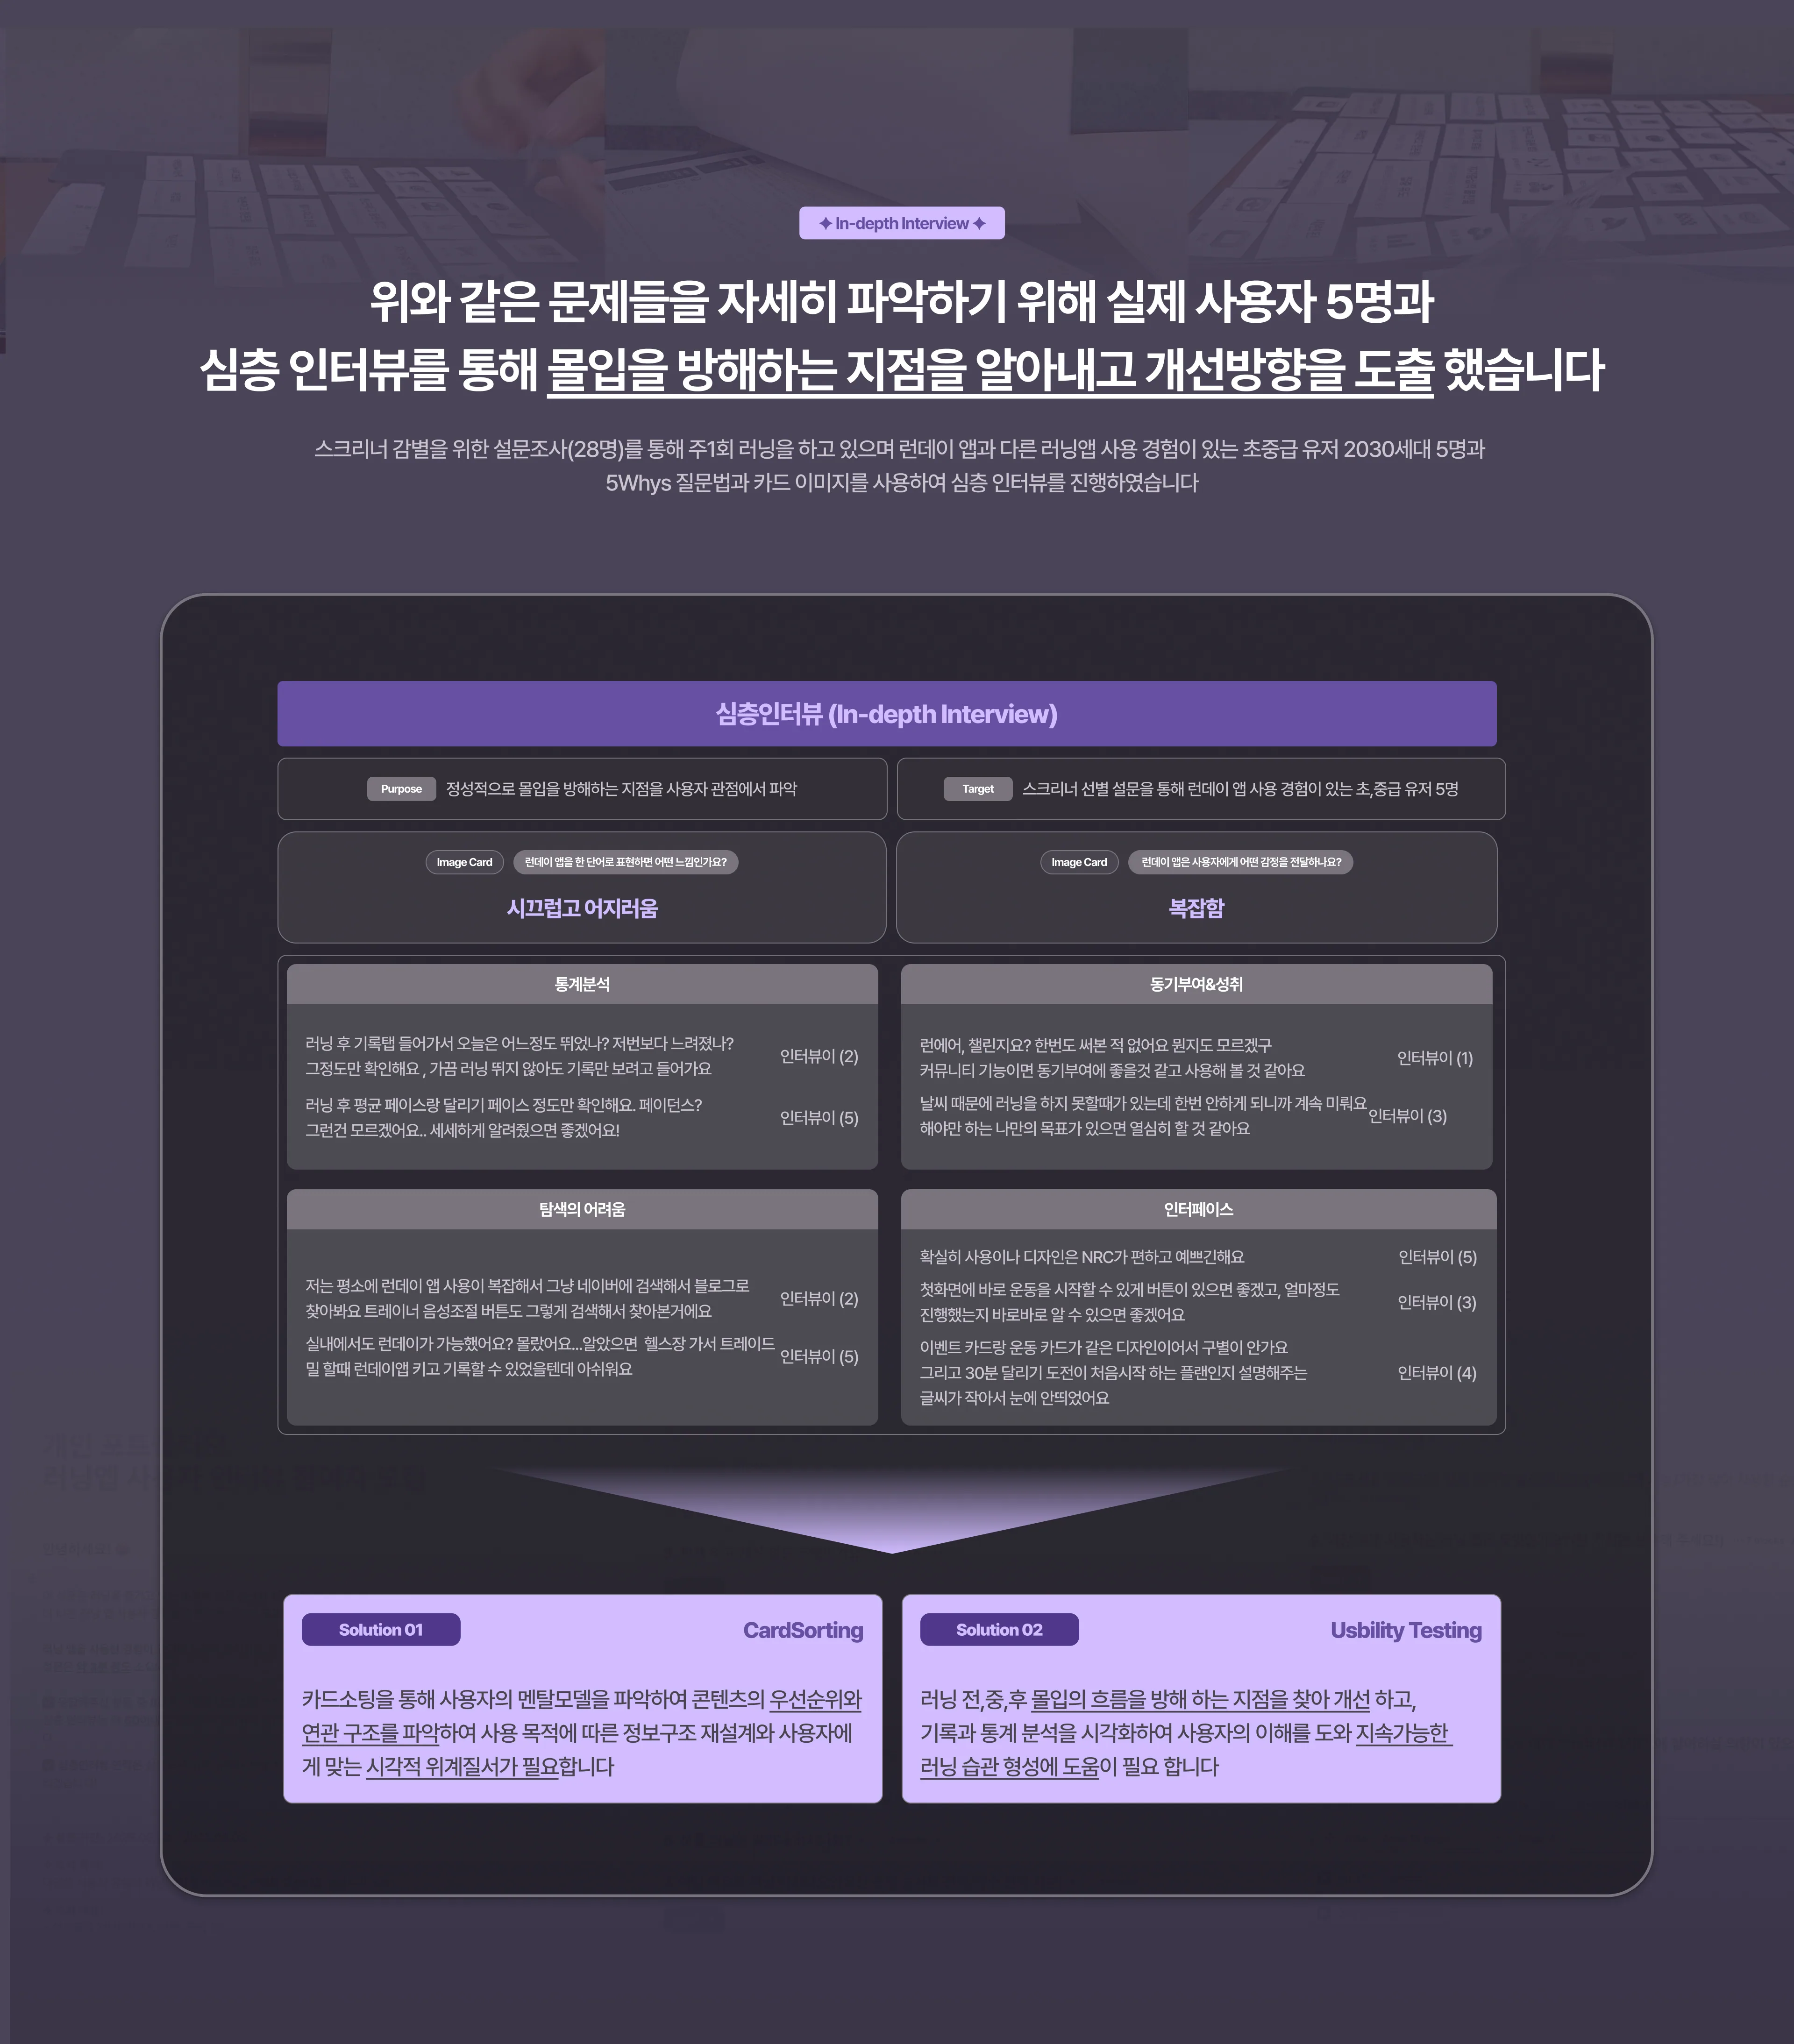 ✦ In-depth Interview ✦
위와 같은 문제들을 자세히 파악하기 위해 실제 사용자 5명과
심층 인터뷰를 통해 몰입을 방해하는 지점을 알아내고 개선방향을 도출 했습니다
스크리너 감별을 위한 설문조사(28명)를 통해 주1회 러닝을 하고 있으며 런데이 앱과 다른 러닝앱 사용 경험이 있는 초중급 유저 2030세대 5명과
5Whys 질문법과 카드 이미지를 사용하여 심층 인터뷰를 진행하였습니다
심층인터뷰 (In-depth Interview)
Purpose 정성적으로 몰입을 방해하는 지점을 사용자 관점에서 파악
Target 스크리너 선별 설문을 통해 런데이 앱 사용 경험이 있는 초,중급 유저 5명
Image Card 런데이 앱을 한 단어로 표현하면 어떤 느낌인가요?
시끄럽고 어지러움
Image Card 런데이 앱은 사용자에게 어떤 감정을 전달하나요?
복잡함
통계분석
러닝 후 기록탭 들어가서 오늘은 어느정도 뛰었나? 저번보다 느려졌나?
그정도만 확인해요 , 가끔 러닝 뛰지 않아도 기록만 보려고 들어가요
인터뷰이 (2)
러닝 후 평균 페이스랑 달리기 페이스 정도만 확인해요. 페이던스?
그런건 모르겠어요.. 세세하게 알려줬으면 좋겠어요!
인터뷰이 (5)
동기부여&성취
런에어, 챌린지요? 한번도 써본 적 없어요 뭔지도 모르겠구
커뮤니티 기능이면 동기부여에 좋을것 같고 사용해 볼 것 같아요
인터뷰이 (1)
날씨 때문에 러닝을 하지 못할때가 있는데 한번 안하게 되니까 계속 미뤄요
해야만 하는 나만의 목표가 있으면 열심히 할 것 같아요
인터뷰이 (3)
탐색의 어려움
저는 평소에 런데이 앱 사용이 복잡해서 그냥 네이버에 검색해서 블로그로
찾아봐요 트레이너 음성조절 버튼도 그렇게 검색해서 찾아본거에요
인터뷰이 (2)
실내에서도 런데이가 가능했어요? 몰랐어요...알았으면 헬스장 가서 트레이드
밀 할때 런데이앱 키고 기록할 수 있었을텐데 아쉬워요
인터뷰이 (5)
인터페이스
확실히 사용이나 디자인은 NRC가 편하고 예쁘긴해요
인터뷰이 (5)
첫화면에 바로 운동을 시작할 수 있게 버튼이 있으면 좋겠고, 얼마정도
진행했는지 바로바로 알 수 있으면 좋겠어요
인터뷰이 (3)
이벤트 카드랑 운동 카드가 같은 디자인이어서 구별이 안가요
그리고 30분 달리기 도전이 처음시작 하는 플랜인지 설명해주는
글씨가 작아서 눈에 안띄었어요
인터뷰이 (4)
Solution 01
CardSorting
카드소팅을 통해 사용자의 멘탈모델을 파악하여 콘텐츠의 우선순위와
연관 구조를 파악하여 사용 목적에 따른 정보구조 재설계와 사용자에
게 맞는 시각적 위계질서가 필요합니다
Solution 02
Usbility Testing
러닝 전,중,후 몰입의 흐름을 방해 하는 지점을 찾아 개선 하고,
기록과 통계 분석을 시각화하여 사용자의 이해를 도와 지속가능한
러닝 습관 형성에 도움이 필요 합니다